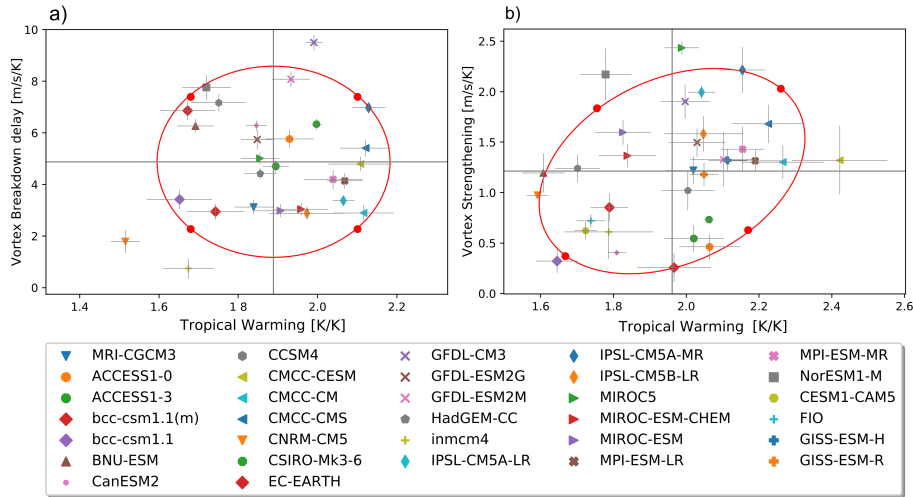 a)
b)
10
8
6
4
2
0
Vortex Breakdown delay [m/s/K]
1.4 1.6 1.8 2.0 2.2
Tropical Warming [K/K]
2.5
2.0
1.5
1.0
0.5
0.0
Vortex Strengthening [m/s/K]
1.6 1.8 2.0 2.2 2.4 2.6
Tropical Warming [K/K]
MRI-CGCM3
ACCESS1-0
ACCESS1-3
bcc-csm1.1(m)
bcc-csm1.1
BNU-ESM
CanESM2
CCSM4
CMCC-CESM
CMCC-CM
CMCC-CMS
CNRM-CM5
CSIRO-Mk3-6
EC-EARTH
GFDL-CM3
GFDL-ESM2G
GFDL-ESM2M
HadGEM-CC
inmcm4
IPSL-CM5A-LR
IPSL-CM5A-MR
IPSL-CM5B-LR
MIROC5
MIROC-ESM-CHEM
MIROC-ESM
MPI-ESM-LR
MPI-ESM-MR
NorESM1-M
CESM1-CAM5
FIO
GISS-ESM-H
GISS-ESM-R